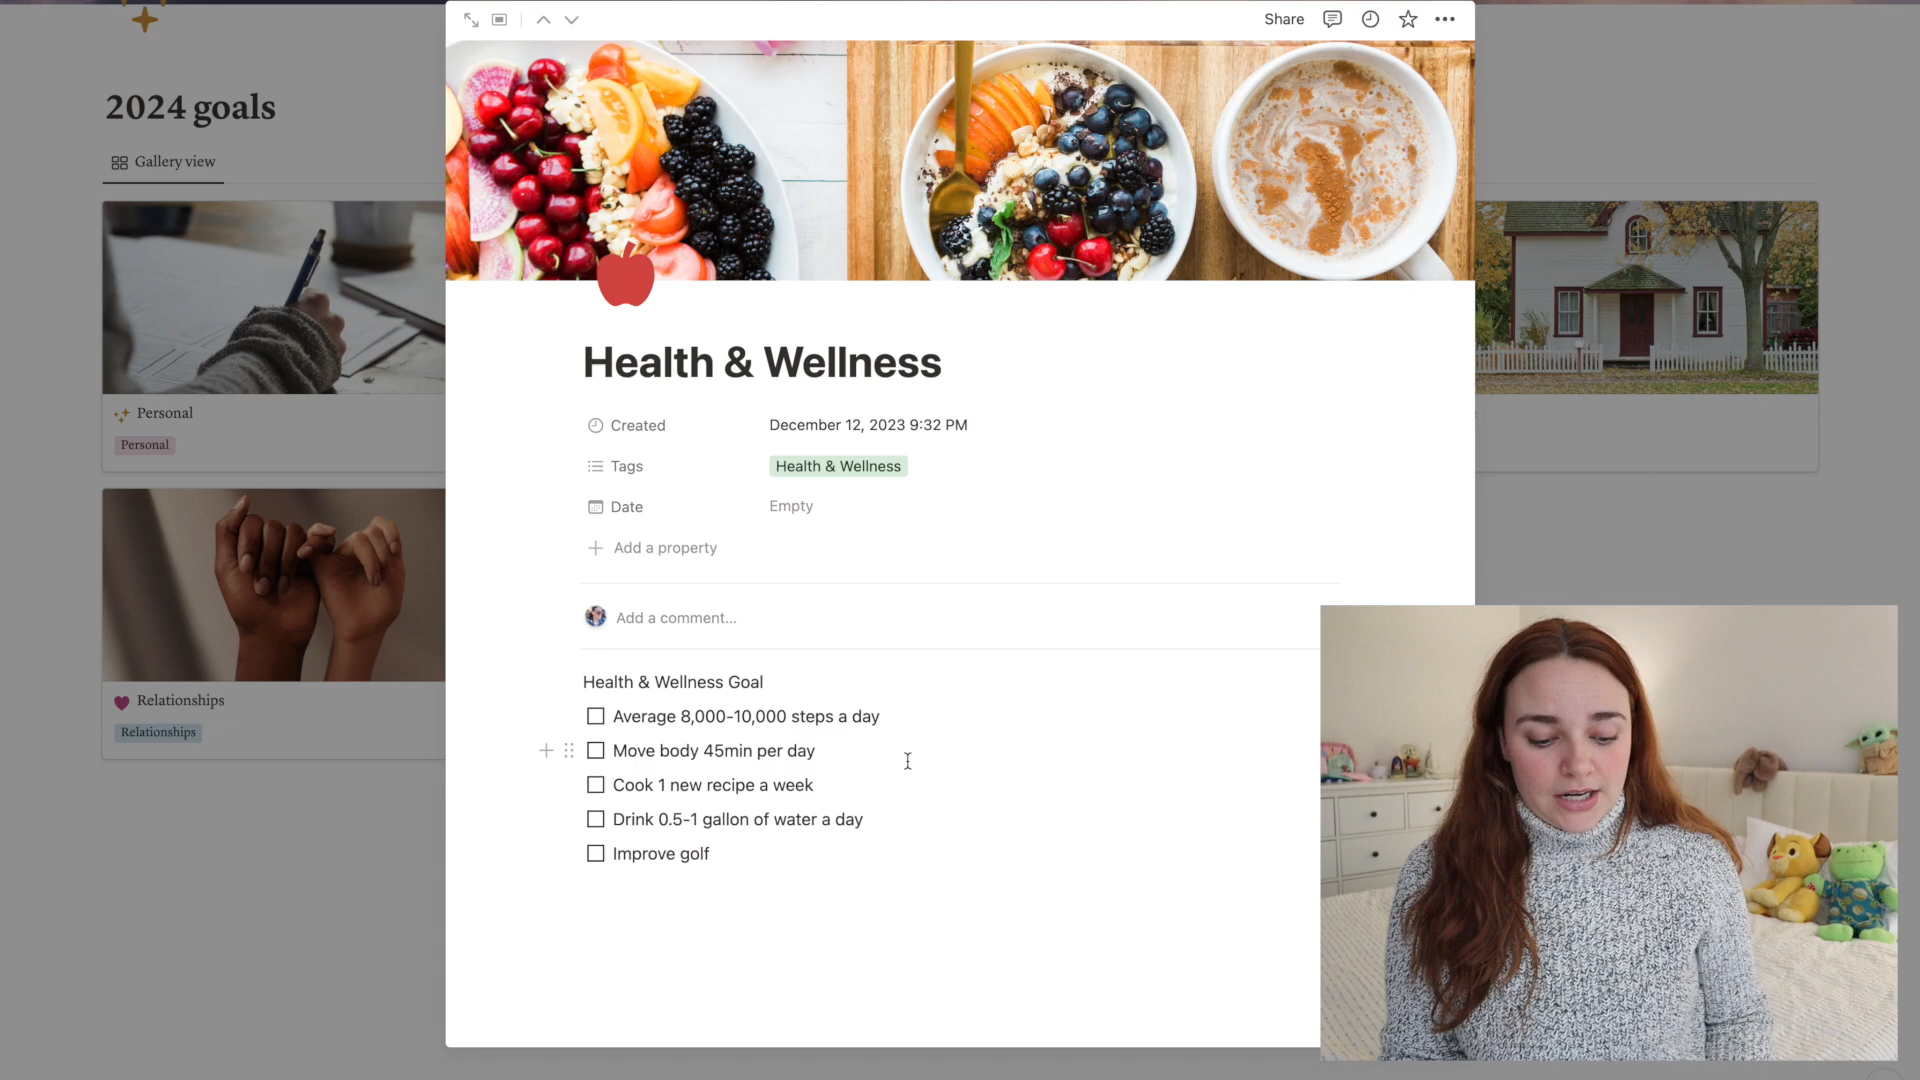 Share
2024 goals
Gallery view
Personal
Personal
Relationships
Relationships
Health & Wellness
Created December 12, 2023 9:32 PM
Tags Health & Wellness
Date Empty
Add a property
Add a comment...
Health & Wellness Goal
Average 8,000-10,000 steps a day
Move body 45min per day
Cook 1 new recipe a week
Drink 0.5-1 gallon of water a day
Improve golf